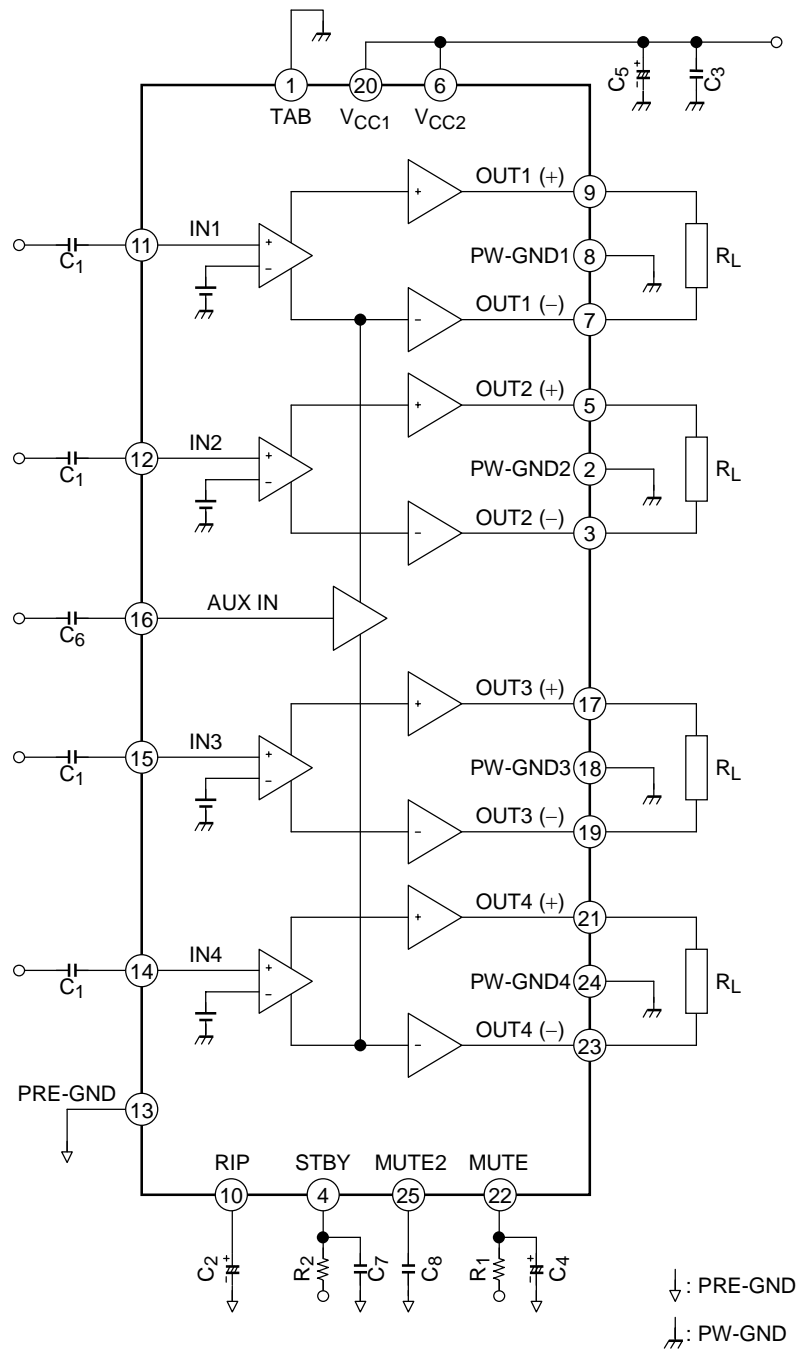 C5
C3
1
20
6
TAB
VCC1
VCC2
OUT1 (+)
9
IN1
11
C1
PW-GND1
8
RL
OUT1 (−)
7
OUT2 (+)
5
IN2
12
C1
PW-GND2
2
RL
OUT2 (−)
3
AUX IN
16
C6
OUT3 (+)
17
IN3
15
C1
PW-GND3
18
RL
OUT3 (−)
19
OUT4 (+)
21
IN4
14
C1
PW-GND4
24
RL
OUT4 (−)
23
PRE-GND
13
RIP
STBY
MUTE2
MUTE
10
4
25
22
C2
R2
C7
C8
R1
C4
: PRE-GND
: PW-GND